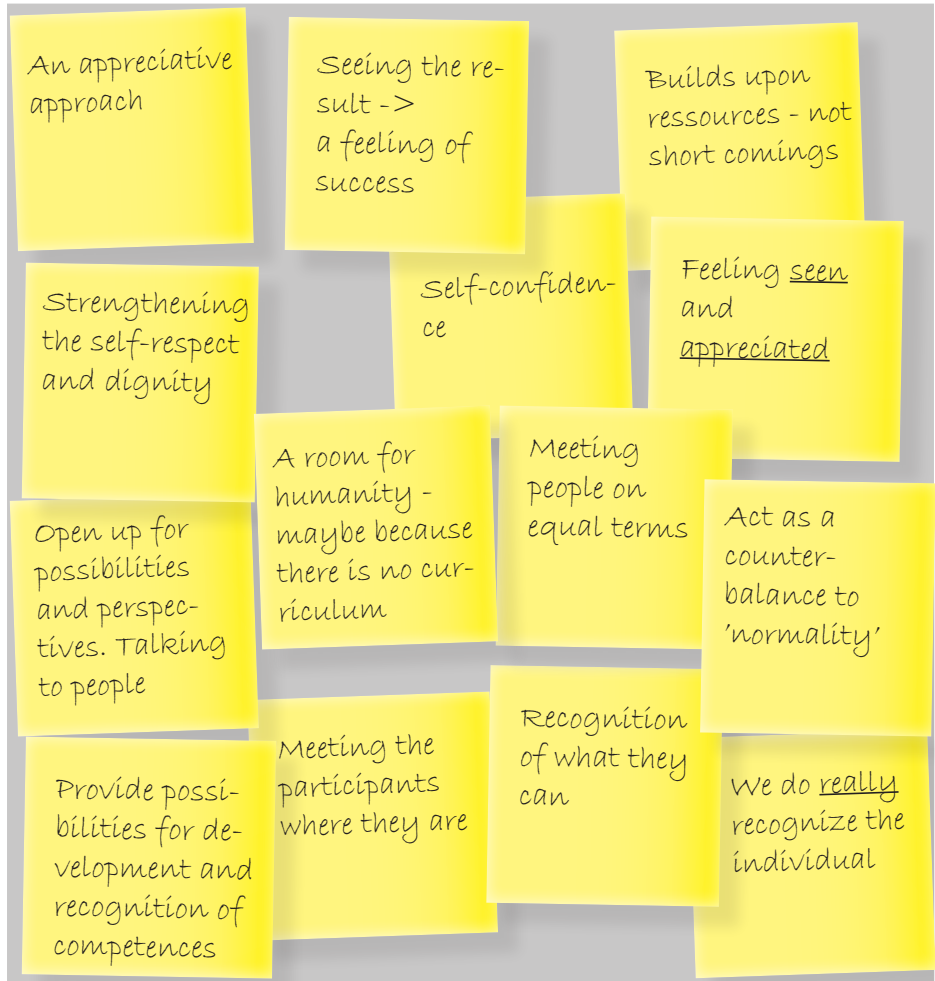 An appreciative
approach
Seeing the re-
sult ->
a feeling of
success
Builds upon
ressources - not
short comings
Strengthening
the self-respect
and dignity
Self-confiden-
ce
Feeling seen
and
appreciated
Open up for
possibilities
and perspec-
tives. Talking
to people
A room for
humanity -
maybe because
there is no cur-
riculum
Meeting
people on
equal terms
Act as a
counter-
balance to
'normality'
Provide possi-
bilities for de-
velopment and
recognition of
competences
Meeting the
participants
where they are
Recognition
of what they
can
We do really
recognize the
individual